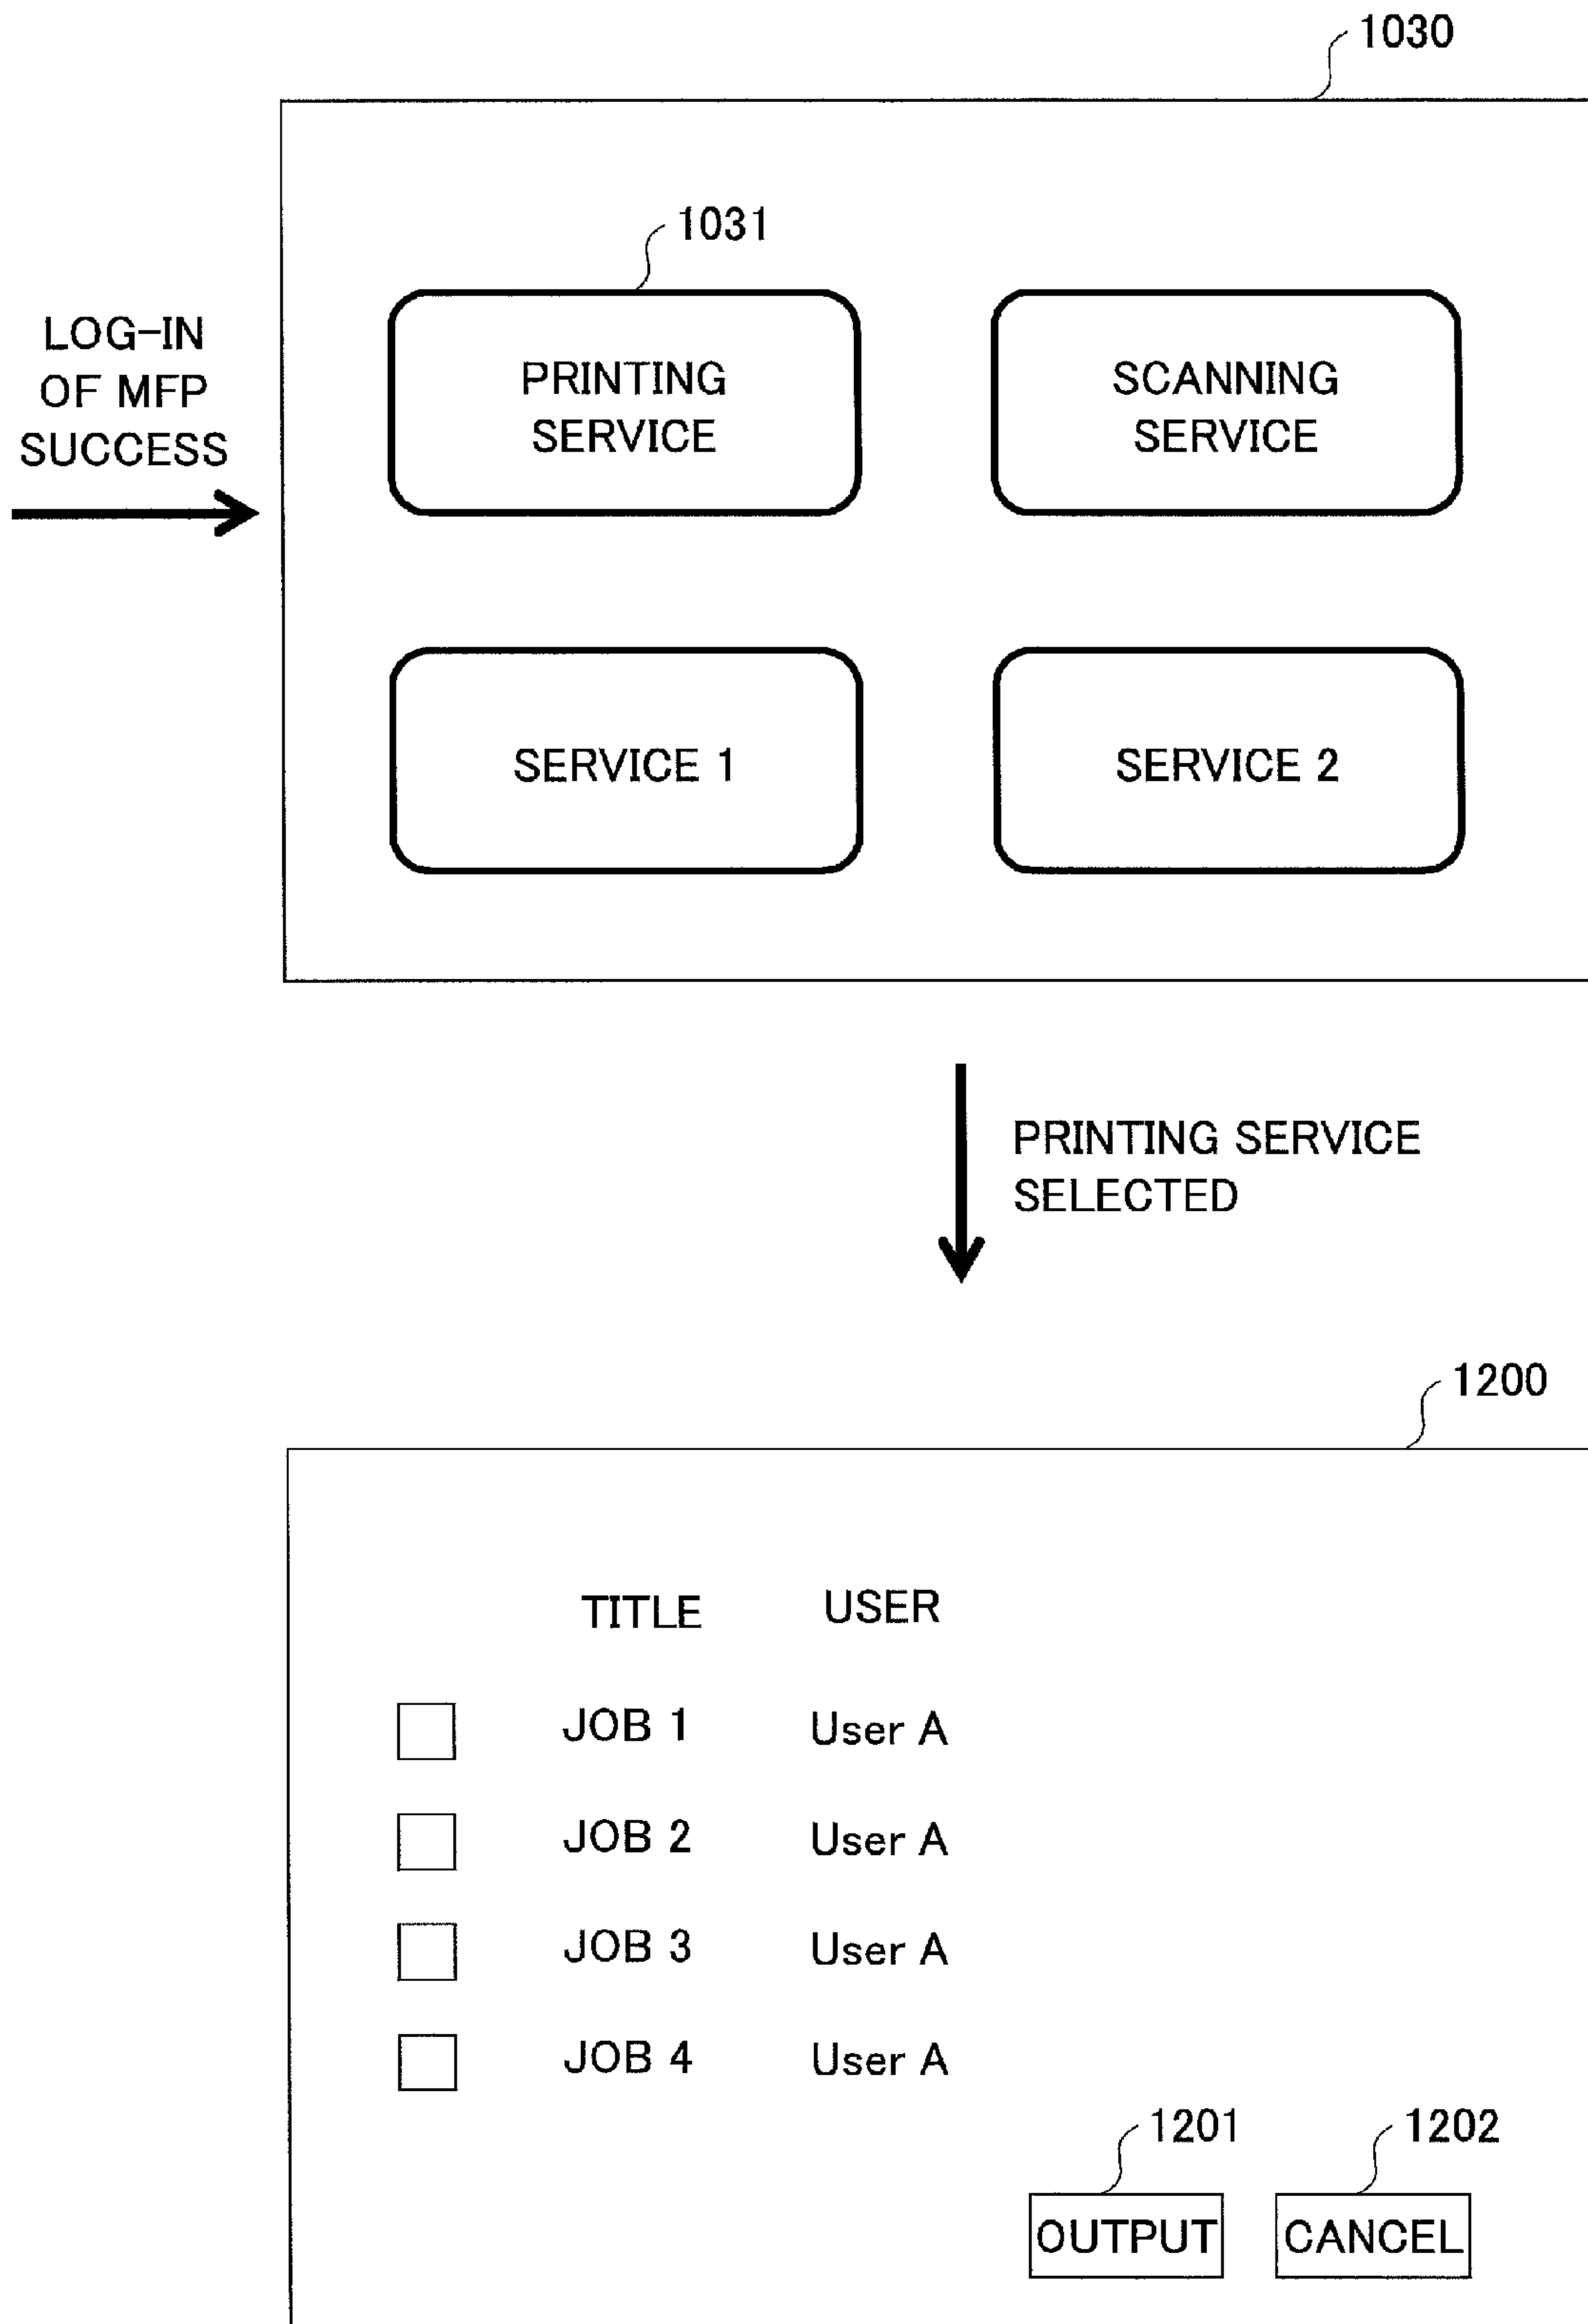 1030
1031
LOG-IN
OF MFP
SUCCESS
PRINTING
SERVICE
SCANNING
SERVICE
SERVICE 1
SERVICE 2
PRINTING SERVICE
SELECTED
1200
TITLE USER
JOB 1 User A
JOB 2 User A
JOB 3 User A
JOB 4 User A
1201 1202
OUTPUT CANCEL